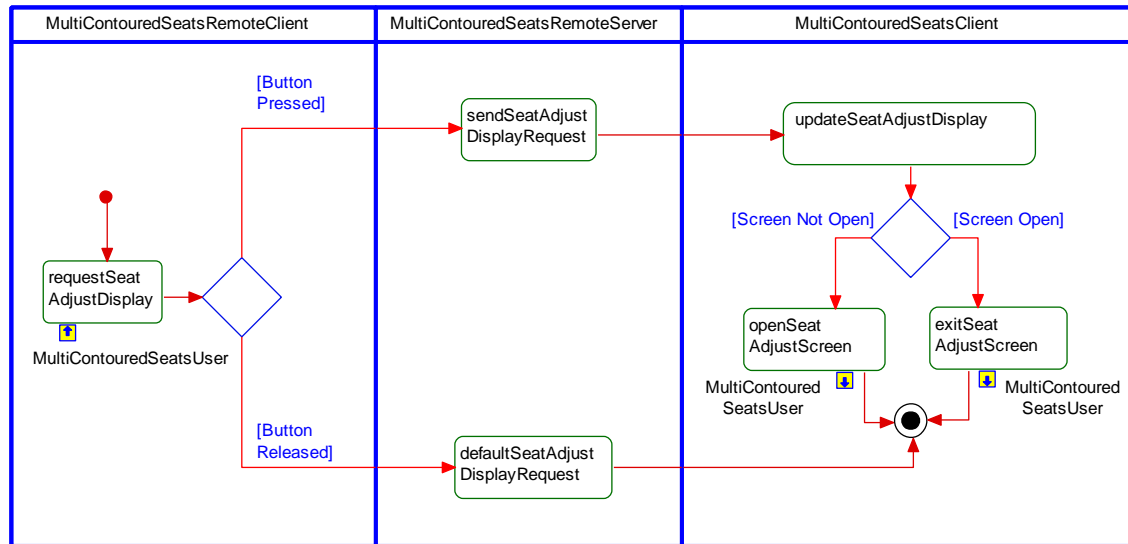 MultiContouredSeatsRemoteClient
MultiContouredSeatsRemoteServer
MultiContouredSeatsClient
[Button
Pressed]
sendSeatAdjust
DisplayRequest
updateSeatAdjustDisplay
[Screen Not Open]
[Screen Open]
requestSeat
AdjustDisplay
MultiContouredSeatsUser
openSeat
AdjustScreen
exitSeat
AdjustScreen
MultiContoured
SeatsUser
MultiContoured
SeatsUser
[Button
Released]
defaultSeatAdjust
DisplayRequest